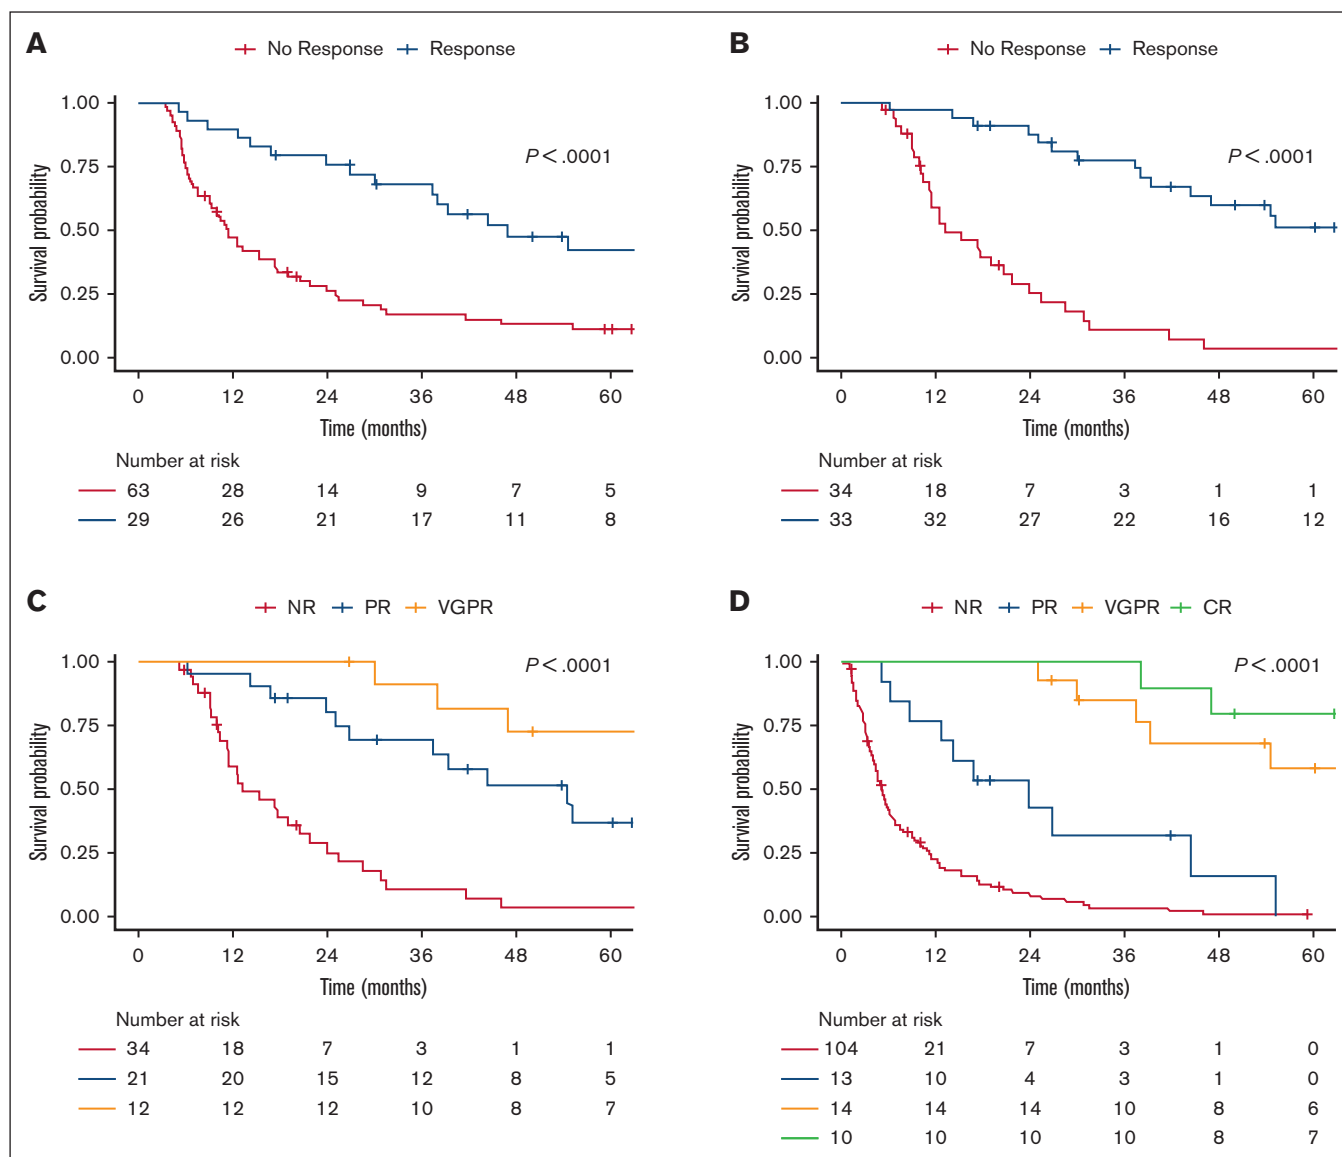 A
No Response Response
1.00
0.75
0.50
0.25
0.00
Survival probability
P < .0001
0 12 24 36 48 60
Time (months)
Number at risk
63 28 14 9 7 5
29 26 21 17 11 8
B
No Response Response
1.00
0.75
0.50
0.25
0.00
Survival probability
P < .0001
0 12 24 36 48 60
Time (months)
Number at risk
34 18 7 3 1 1
33 32 27 22 16 12
C
NR PR VGPR
1.00
0.75
0.50
0.25
0.00
Survival probability
P < .0001
0 12 24 36 48 60
Time (months)
Number at risk
34 18 7 3 1 1
21 20 15 12 8 5
12 12 12 10 8 7
D
NR PR VGPR CR
1.00
0.75
0.50
0.25
0.00
Survival probability
P < .0001
0 12 24 36 48 60
Time (months)
Number at risk
104 21 7 3 1 0
13 10 4 3 1 0
14 14 14 10 8 6
10 10 10 10 8 7